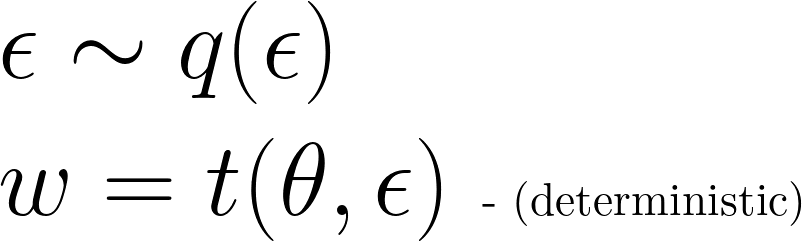 ϵ ∼ q(ϵ)
w = t(θ, ϵ) - (deterministic)